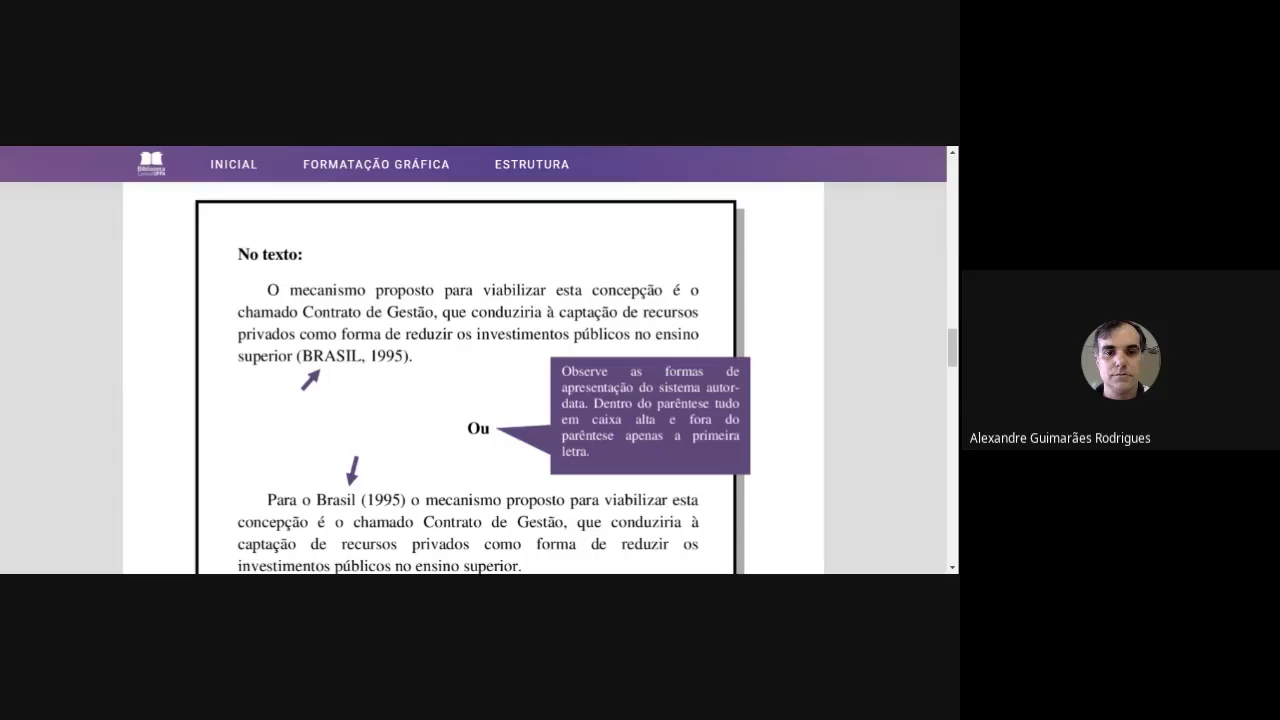 INICIAL FORMATAÇÃO GRÁFICA ESTRUTURA
No texto:
O mecanismo proposto para viabilizar esta concepção é o
chamado Contrato de Gestão, que conduziria à captação de recursos
privados como forma de reduzir os investimentos públicos no ensino
superior (BRASIL, 1995).
Observe as formas de
apresentação do sistema autor-
data. Dentro do parêntese tudo
em caixa alta e fora do
parêntese apenas a primeira
letra.
Ou
Para o Brasil (1995) o mecanismo proposto para viabilizar esta
concepção é o chamado Contrato de Gestão, que conduziria à
captação de recursos privados como forma de reduzir os
investimentos públicos no ensino superior.
Alexandre Guimarães Rodrigues